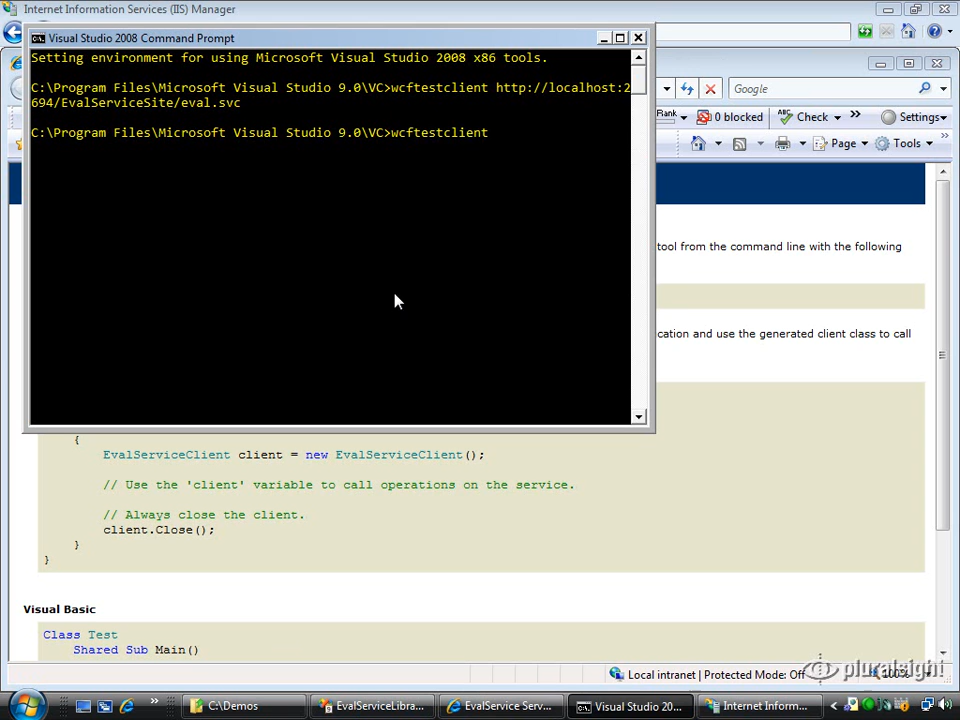 Internet Information Services (IIS) Manager
Visual Studio 2008 Command Prompt
Setting environment for using Microsoft Visual Studio 2008 x86 tools.
C:\Program Files\Microsoft Visual Studio 9.0\VC>wcftestclient http://localhost:2
694/EvalServiceSite/eval.svc
C:\Program Files\Microsoft Visual Studio 9.0\VC>wcftestclient
Google
Rank
0 blocked
Check
Settings
Page
Tools
tool from the command line with the following
cation and use the generated client class to call
{
EvalServiceClient client = new EvalServiceClient();
// Use the 'client' variable to call operations on the service.
// Always close the client.
client.Close();
}
}
Visual Basic
Class Test
Shared Sub Main()
Local intranet | Protected Mode: Off
100%
pluralsight
C:\Demos
EvalServiceLibra...
EvalService Serv...
Visual Studio 20...
Internet Inform...